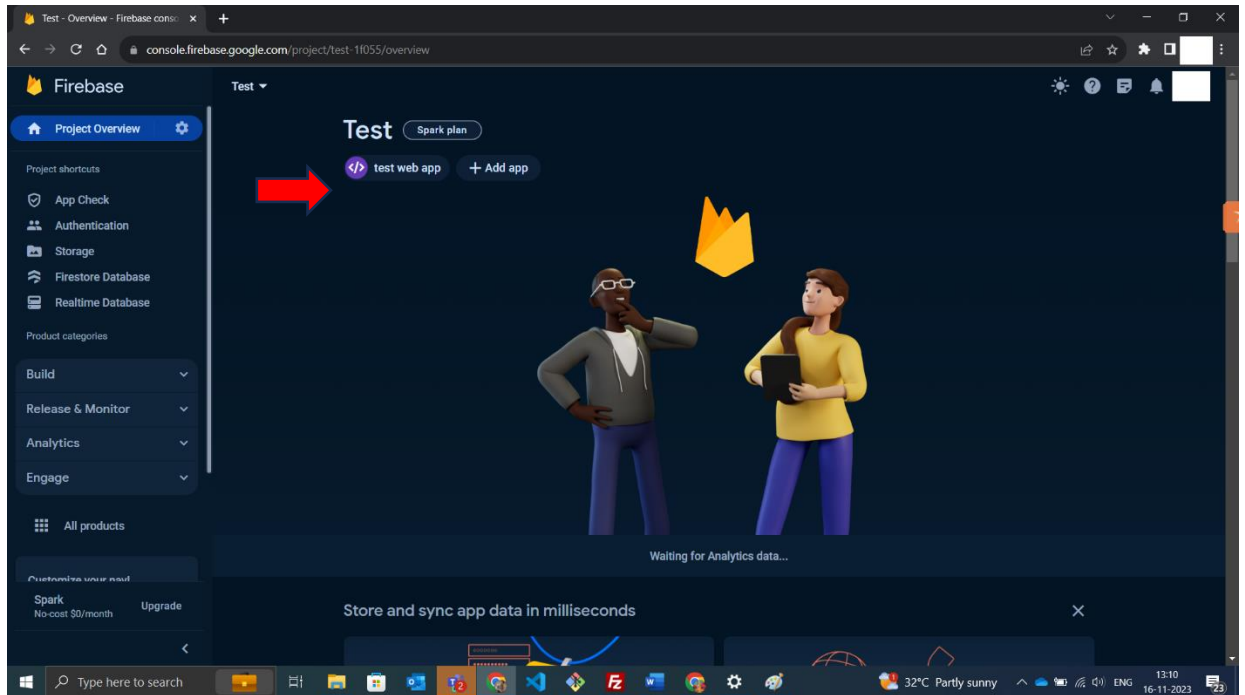 Test - Overview - Firebase conso
console.firebase.google.com/project/test-1f055/overview
Firebase
Test
Project Overview
Test
Spark plan
test web app
Add app
Project shortcuts
App Check
Authentication
Storage
Firestore Database
Realtime Database
Product categories
Build
Release & Monitor
Analytics
Engage
All products
Waiting for Analytics data...
Spark
No-cost $0/month
Upgrade
Store and sync app data in milliseconds
Type here to search
32°C Partly sunny
ENG
13:10
16-11-2023
23